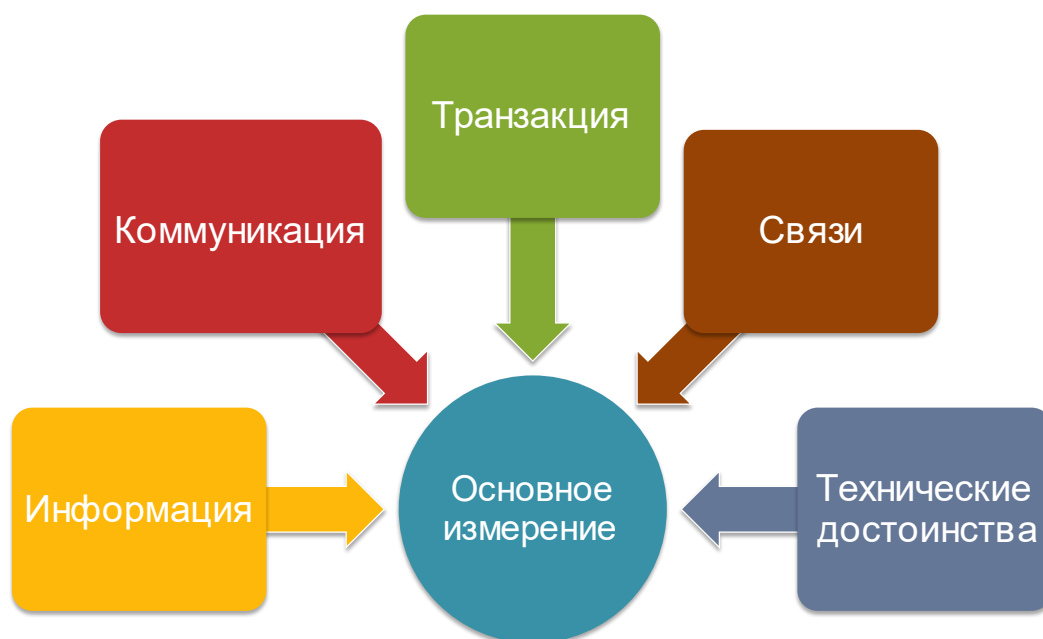 Транзакция
Коммуникация
Связи
Информация
Основное
измерение
Технические
достоинства